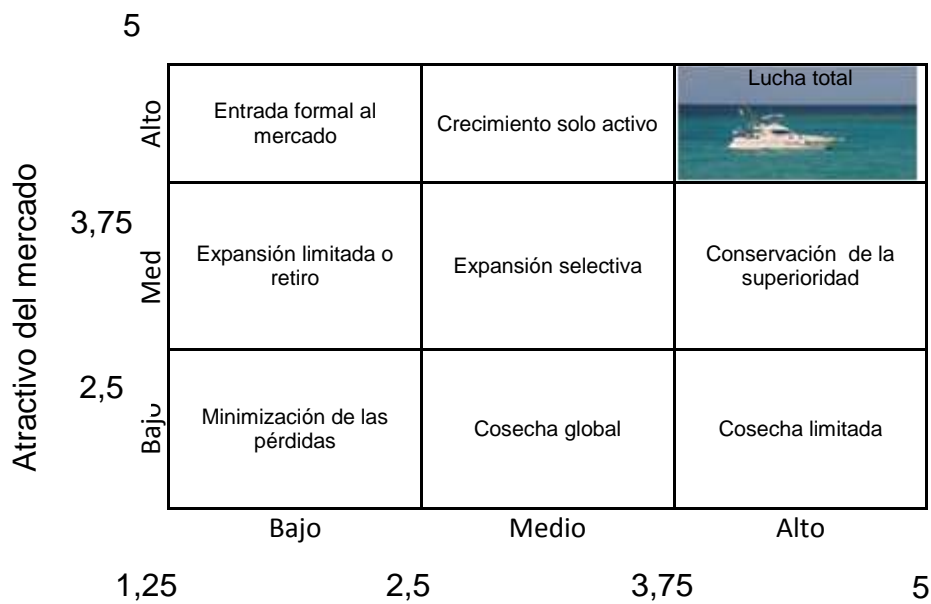 5
Lucha total
Entrada formal al
mercado
Crecimiento solo activo
Alto
3,75
Expansión limitada o
retiro
Expansión selectiva
Conservación de la
superioridad
Med
Atractivo del mercado
2,5
Minimización de las
pérdidas
Cosecha global
Cosecha limitada
Bajo
Bajo
Medio
Alto
1,25
2,5
3,75
5